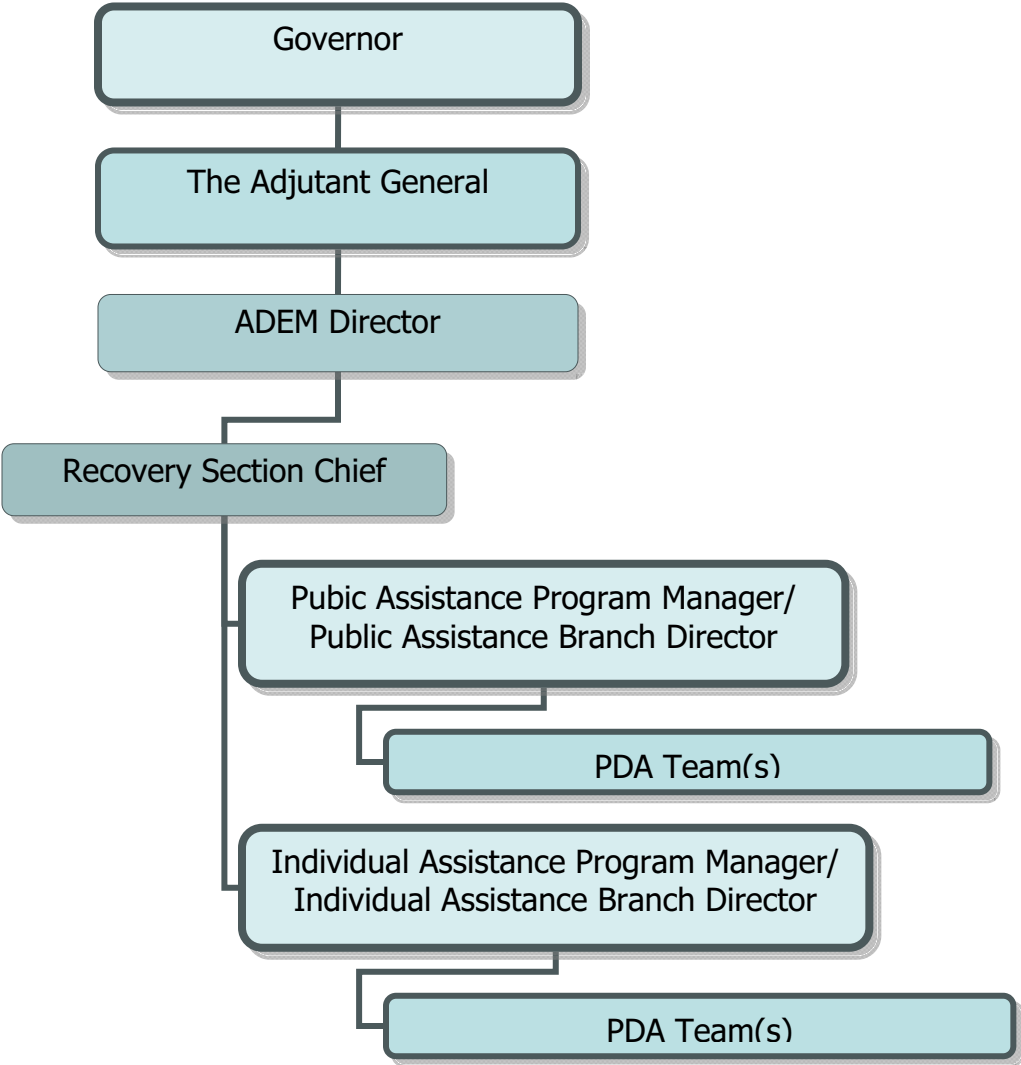 Governor
The Adjutant General
ADEM Director
Recovery Section Chief
Pubic Assistance Program Manager/
Public Assistance Branch Director
PDA Team(s)
Individual Assistance Program Manager/
Individual Assistance Branch Director
PDA Team(s)